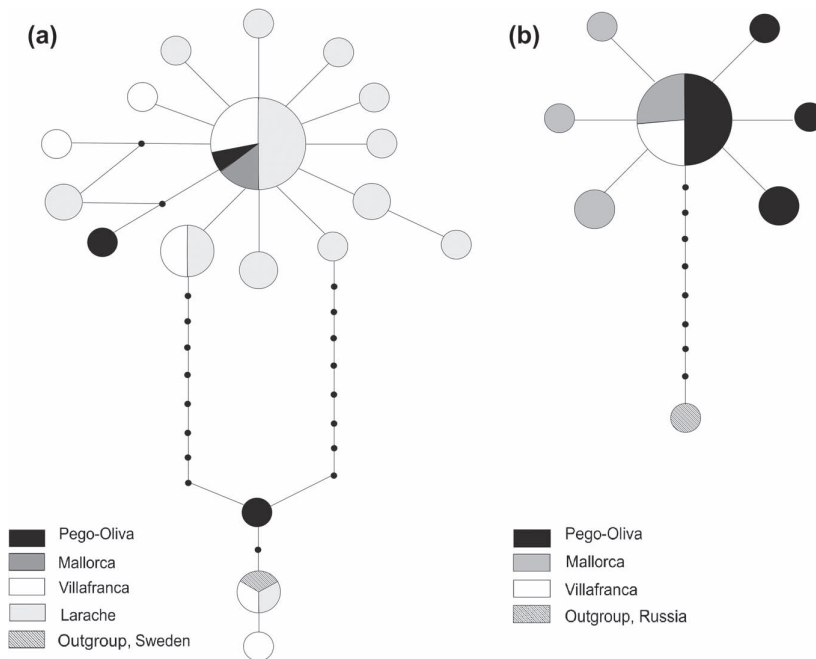 (a)
Pego-Oliva
Mallorca
Villafranca
Larache
Outgroup, Sweden
(b)
Pego-Oliva
Mallorca
Villafranca
Outgroup, Russia